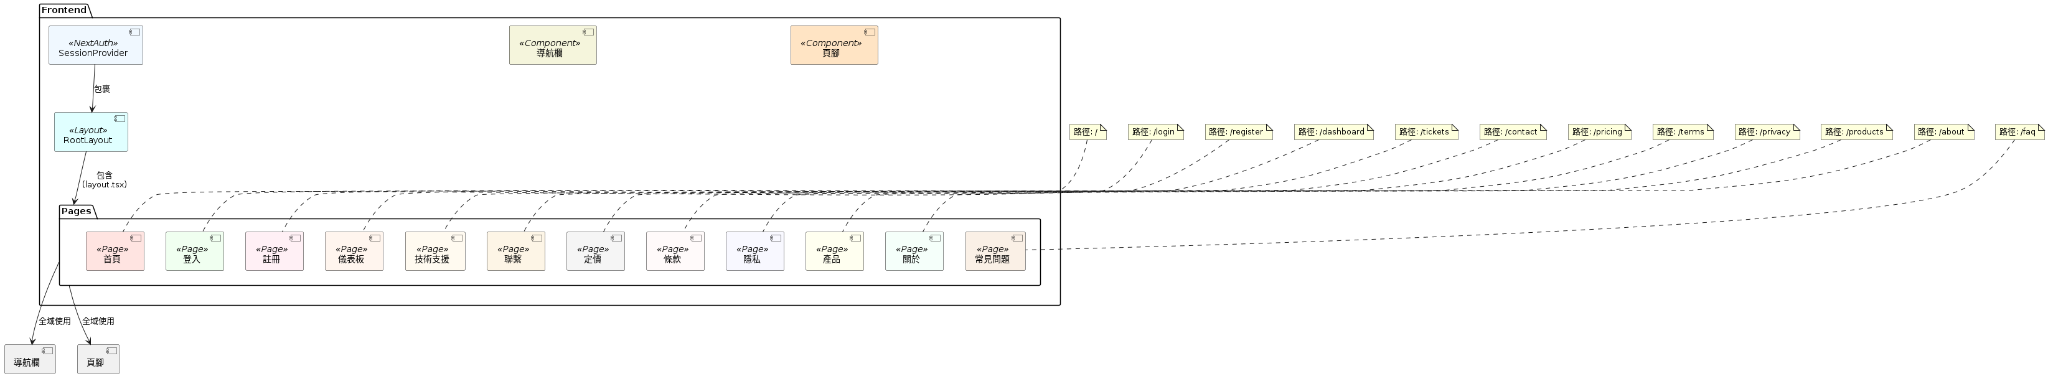 Frontend
«NextAuth»
SessionProvider
«Component»
導航欄
«Component»
頁腳
包裹
«Layout»
RootLayout
路徑: /
路徑: /login
路徑: /register
路徑: /dashboard
路徑: /tickets
路徑: /contact
路徑: /pricing
路徑: /terms
路徑: /privacy
路徑: /products
路徑: /about
路徑: /faq
包含
(layout.tsx)
Pages
«Page»
首頁
«Page»
登入
«Page»
註冊
«Page»
儀表板
«Page»
技術支援
«Page»
聯繫
«Page»
定價
«Page»
條款
«Page»
隱私
«Page»
產品
«Page»
關於
«Page»
常見問題
全域使用
全域使用
導航欄
頁腳